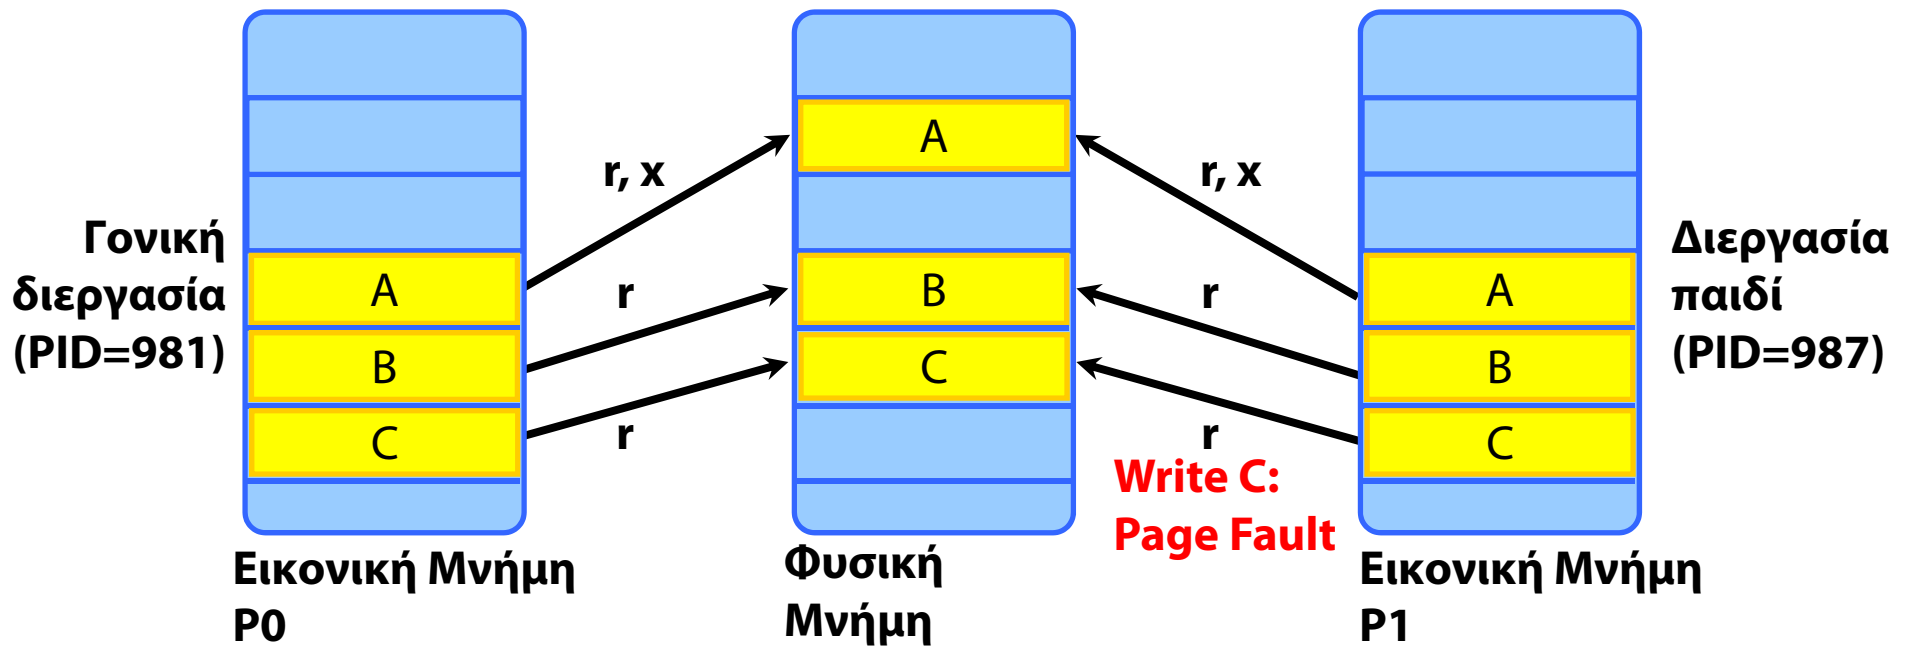 Γονική
διεργασία
(PID=981)
A
B
C
Εικονική Μνήμη
P0
r, x
r
r
A
B
C
Φυσική
Μνήμη
r, x
r
r
Write C:
Page Fault
A
B
C
Εικονική Μνήμη
P1
Διεργασία
παιδί
(PID=987)